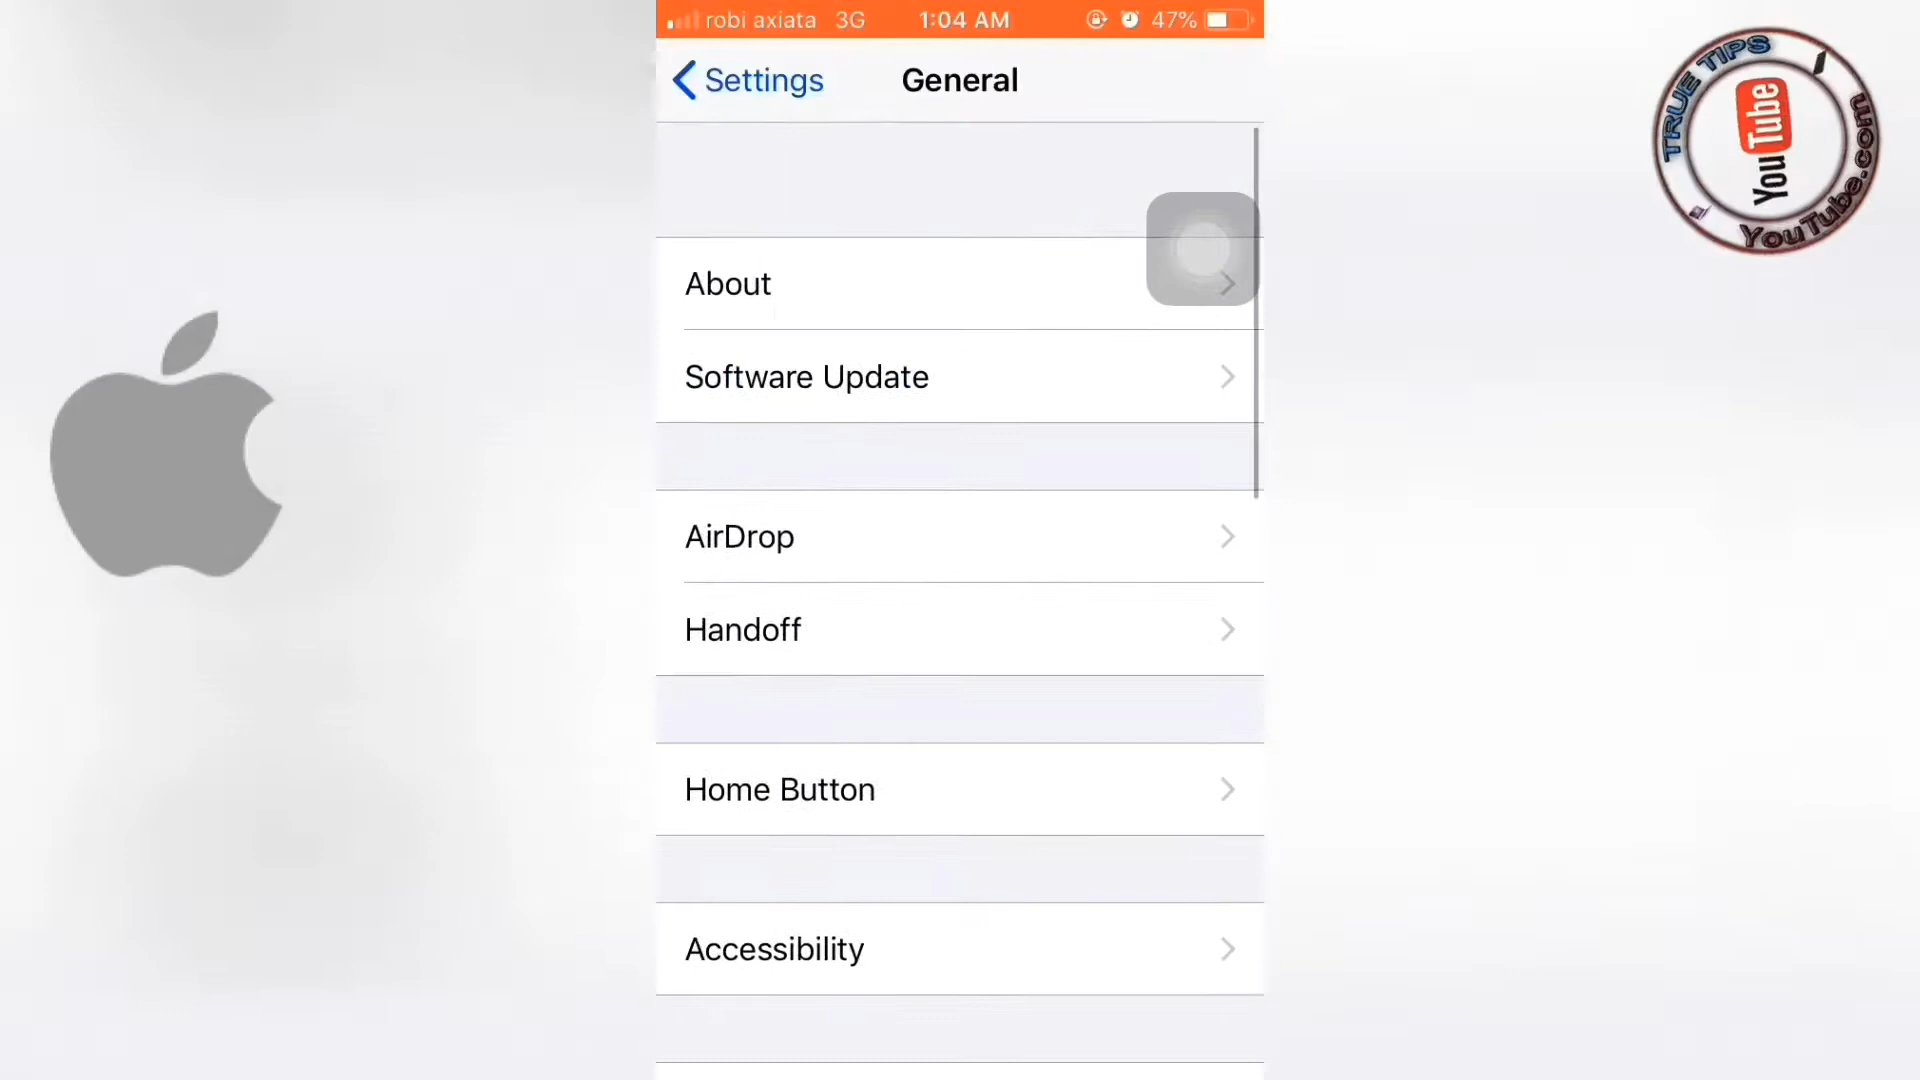 robi axiata 3G 1:04 AM 47%
Settings General
About
Software Update
AirDrop
Handoff
Home Button
Accessibility
TRUE TIPS
YouTube
YouTube.com